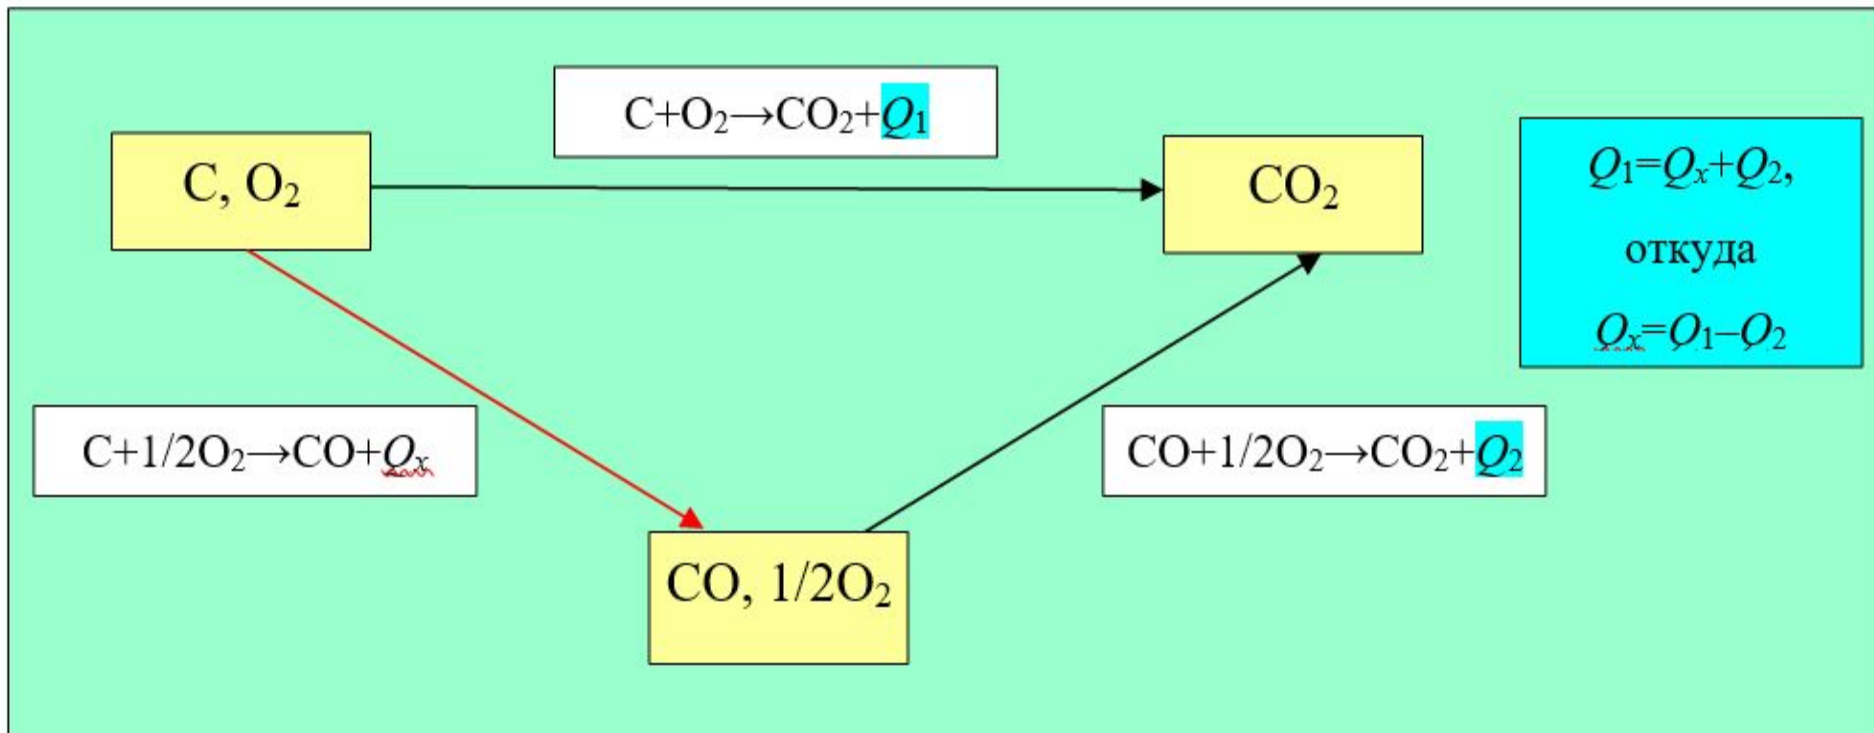 C+O₂→CO₂+Q₁
C, O₂
CO₂
Q₁=Qₓ+Q₂,
откуда
Qₓ=Q₁–Q₂
C+1/2O₂→CO+Qₓ
CO+1/2O₂→CO₂+Q₂
CO, 1/2O₂